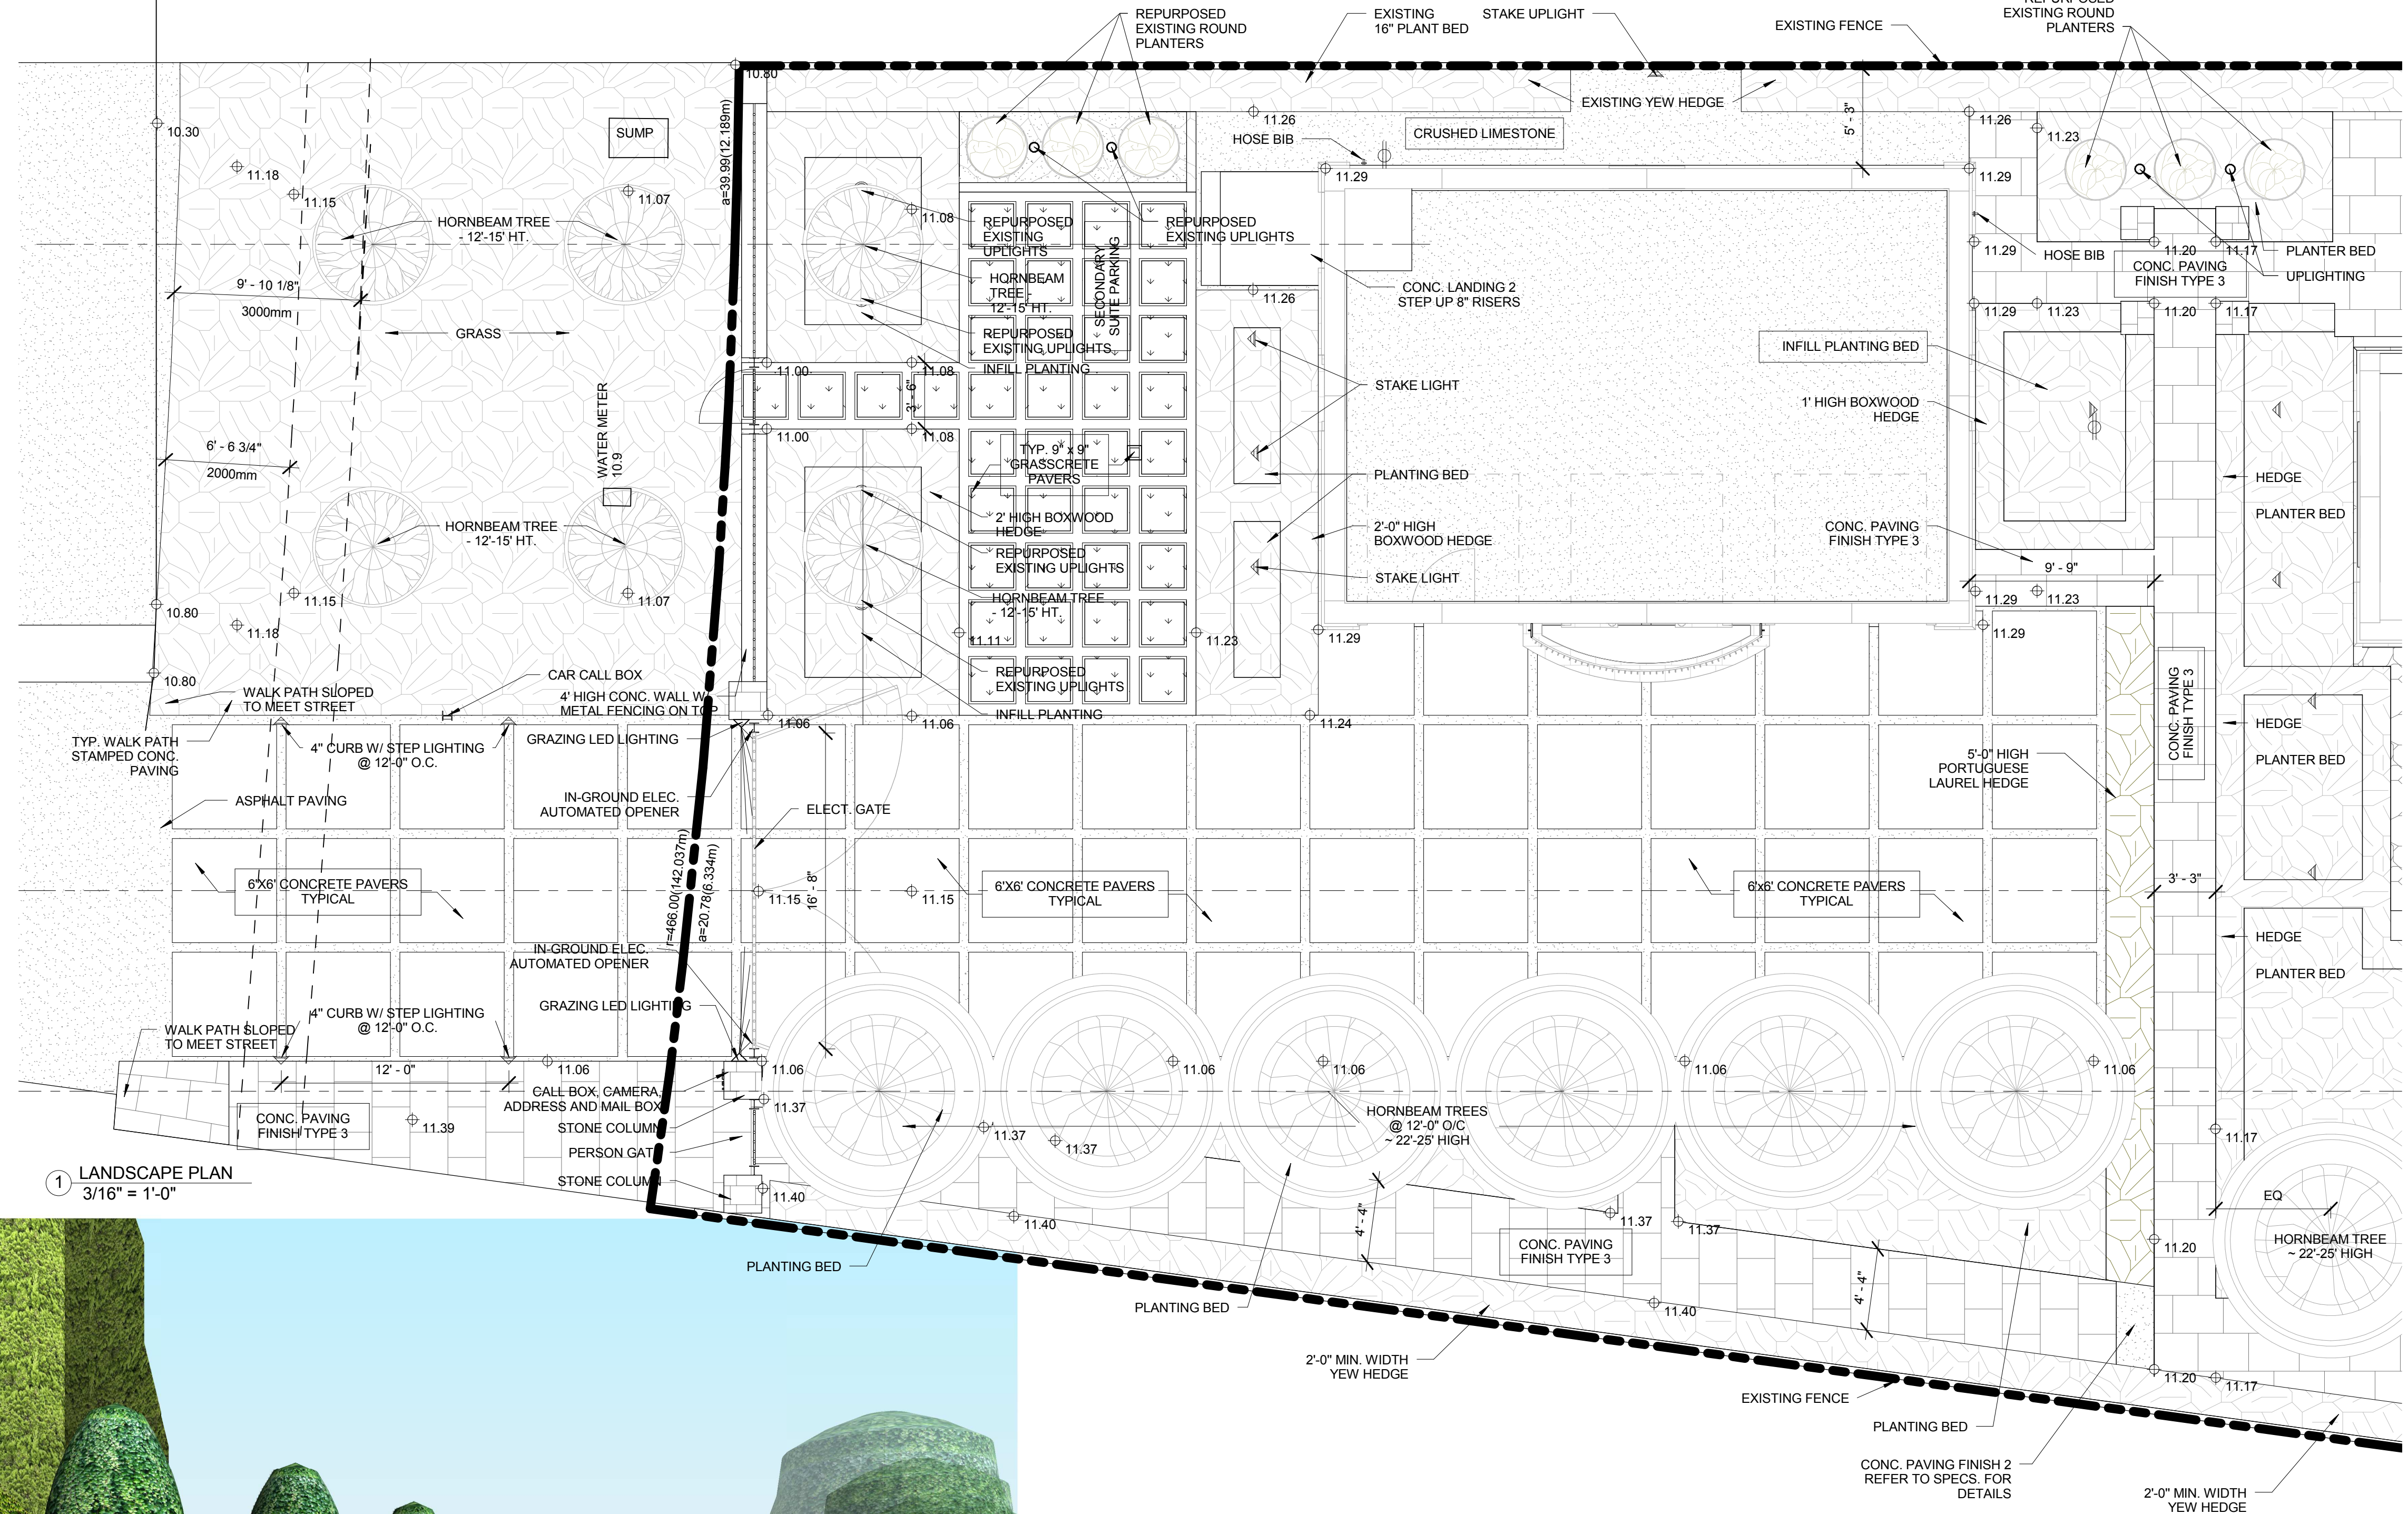 REPURPOSED
EXISTING ROUND
PLANTERS
EXISTING
16" PLANT BED
STAKE UPLIGHT
EXISTING FENCE
REPURPOSED
EXISTING ROUND
PLANTERS
10.80
10.30
11.18
11.15
SUMP
11.07
HORNBEAM TREE
- 12'-15' HT.
a=39.99(12.189m)
11.08
REPURPOSED
EXISTING
UPLIGHTS
HORNBEAM
TREE -
12'-15' HT.
REPURPOSED
EXISTING UPLIGHTS
INFILL PLANTING
SECONDARY
SUITE PARKING
REPURPOSED
EXISTING UPLIGHTS
11.26
HOSE BIB
CRUSHED LIMESTONE
EXISTING YEW HEDGE
5' - 3"
11.26
11.23
11.29
11.29
11.29
HOSE BIB
11.20
11.17
PLANTER BED
CONC. PAVING
FINISH TYPE 3
UPLIGHTING
11.29
11.23
11.20
11.17
9' - 10 1/8"
3000mm
GRASS
11.26
CONC. LANDING 2
STEP UP 8" RISERS
INFILL PLANTING BED
11.00
11.08
3' - 6"
STAKE LIGHT
1' HIGH BOXWOOD
HEDGE
WATER METER
10.9
11.00
11.08
6' - 6 3/4"
2000mm
TYP. 9" x 9"
GRASSCRETE
PAVERS
PLANTING BED
HEDGE
PLANTER BED
HORNBEAM TREE
- 12'-15' HT.
2' HIGH BOXWOOD
HEDGE
2'-0" HIGH
BOXWOOD HEDGE
CONC. PAVING
FINISH TYPE 3
REPURPOSED
EXISTING UPLIGHTS
STAKE LIGHT
9' - 9"
11.15
11.07
HORNBEAM TREE
- 12'-15' HT.
11.29
11.23
10.80
11.18
11.11
11.23
11.29
11.29
10.80
CAR CALL BOX
REPURPOSED
EXISTING UPLIGHTS
WALK PATH SLOPED
TO MEET STREET
4' HIGH CONC. WALL W/
METAL FENCING ON TOP
INFILL PLANTING
11.06
11.06
11.24
CONC. PAVING
FINISH TYPE 3
HEDGE
PLANTER BED
TYP. WALK PATH
STAMPED CONC.
PAVING
4" CURB W/ STEP LIGHTING
@ 12'-0" O.C.
GRAZING LED LIGHTING
5'-0" HIGH
PORTUGUESE
LAUREL HEDGE
ASPHALT PAVING
IN-GROUND ELEC.
AUTOMATED OPENER
ELECT. GATE
r=466.00(142.037m)
a=20.78(6.334m)
6'X6' CONCRETE PAVERS
TYPICAL
11.15
16' - 8"
11.15
6'X6' CONCRETE PAVERS
TYPICAL
6'x6' CONCRETE PAVERS
TYPICAL
3' - 3"
HEDGE
PLANTER BED
IN-GROUND ELEC.
AUTOMATED OPENER
GRAZING LED LIGHTING
4" CURB W/ STEP LIGHTING
@ 12'-0" O.C.
WALK PATH SLOPED
TO MEET STREET
12' - 0"
11.06
11.06
11.06
11.06
11.06
11.06
CALL BOX, CAMERA,
ADDRESS AND MAIL BOX
11.37
CONC. PAVING
FINISH TYPE 3
11.39
STONE COLUMN
PERSON GAT
STONE COLUMN
11.37
11.37
HORNBEAM TREES
@ 12'-0" O/C
~ 22'-25' HIGH
11.17
1
LANDSCAPE PLAN
3/16" = 1'-0"
11.40
11.40
4' - 4"
11.37
11.37
EQ
PLANTING BED
CONC. PAVING
FINISH TYPE 3
11.20
HORNBEAM TREE
~ 22'-25' HIGH
PLANTING BED
11.40
4' - 4"
2'-0" MIN. WIDTH
YEW HEDGE
11.20
11.17
EXISTING FENCE
PLANTING BED
CONC. PAVING FINISH 2
REFER TO SPECS. FOR
DETAILS
2'-0" MIN. WIDTH
YEW HEDGE